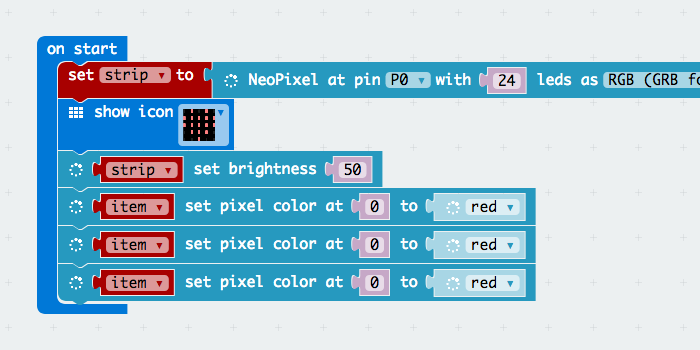 on start
set strip ▾ to NeoPixel at pin P0 ▾ with 24 leds as RGB (GRB fo
show icon
strip ▾ set brightness 50
item ▾ set pixel color at 0 to red ▾
item ▾ set pixel color at 0 to red ▾
item ▾ set pixel color at 0 to red ▾